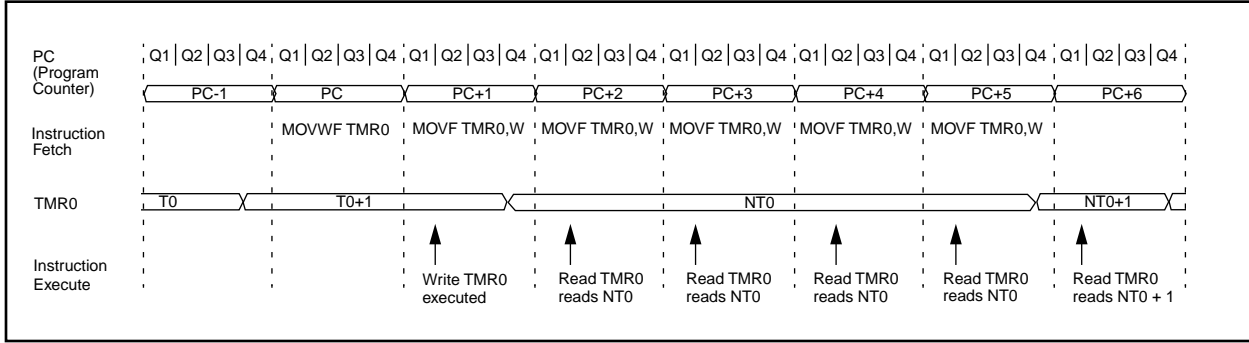 PC
(Program
Counter)
Q1 Q2 Q3 Q4 Q1 Q2 Q3 Q4 Q1 Q2 Q3 Q4 Q1 Q2 Q3 Q4 Q1 Q2 Q3 Q4 Q1 Q2 Q3 Q4 Q1 Q2 Q3 Q4 Q1 Q2 Q3 Q4
PC-1 PC PC+1 PC+2 PC+3 PC+4 PC+5 PC+6
Instruction
Fetch
MOVWF TMR0 MOVF TMR0,W MOVF TMR0,W MOVF TMR0,W MOVF TMR0,W MOVF TMR0,W
TMR0 T0 T0+1 NT0 NT0+1
Instruction
Execute
Write TMR0
executed
Read TMR0
reads NT0
Read TMR0
reads NT0
Read TMR0
reads NT0
Read TMR0
reads NT0
Read TMR0
reads NT0 + 1